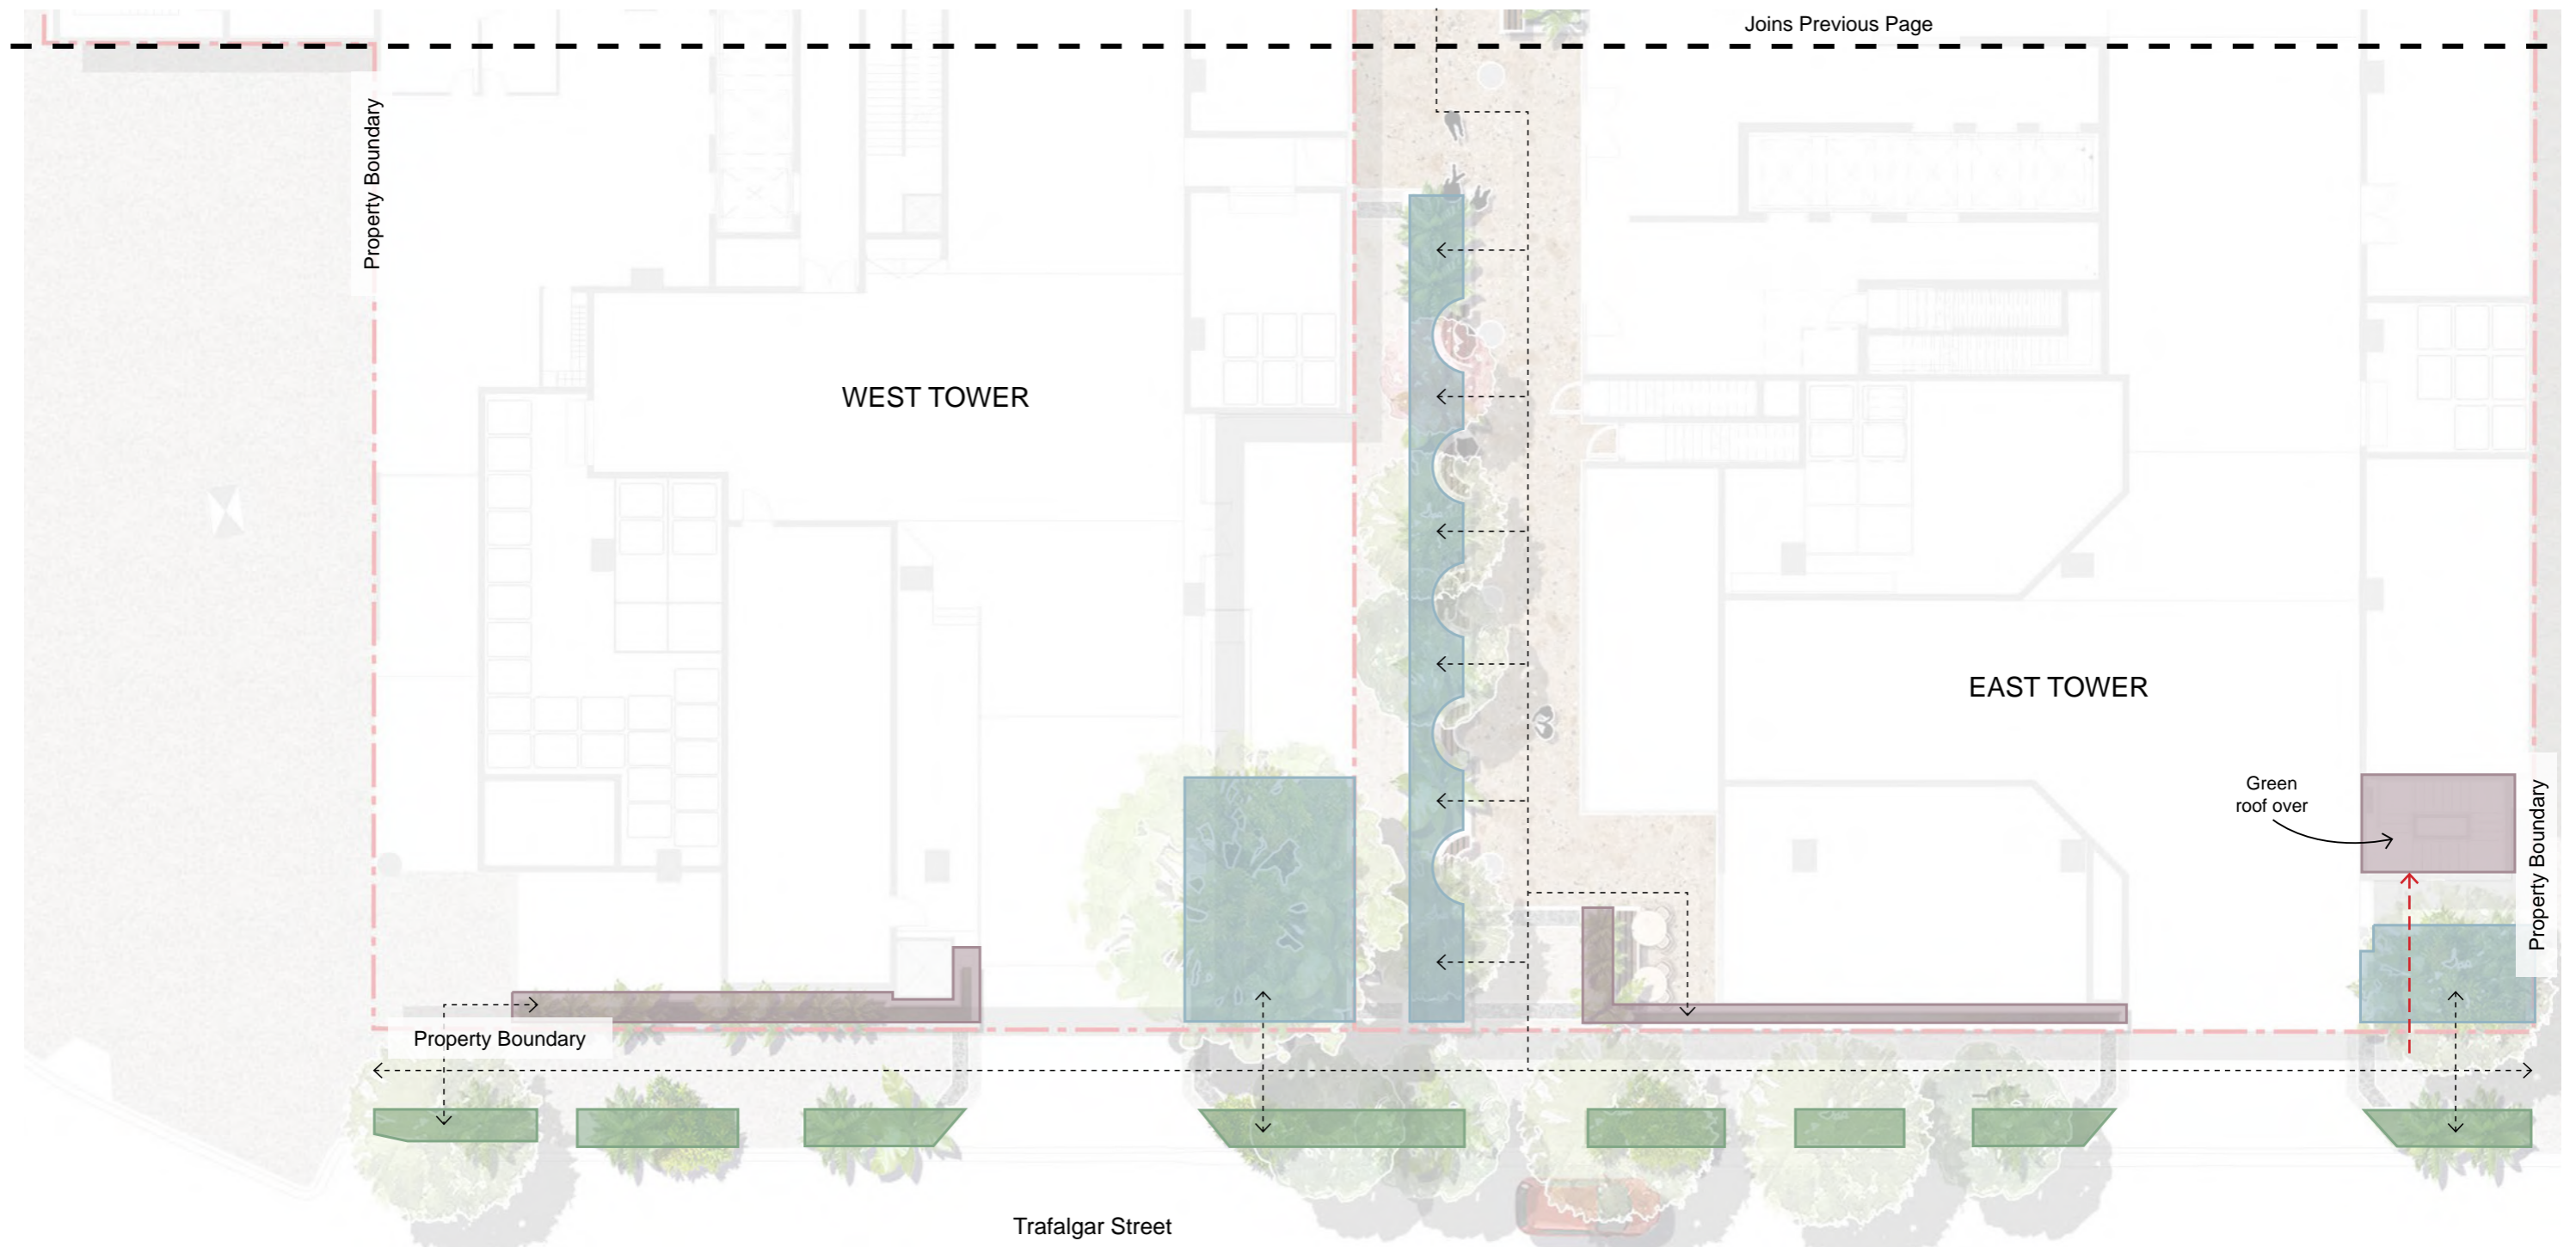 Joins Previous Page
Property Boundary
WEST TOWER
EAST TOWER
Green
roof over
Property Boundary
Property Boundary
Trafalgar Street